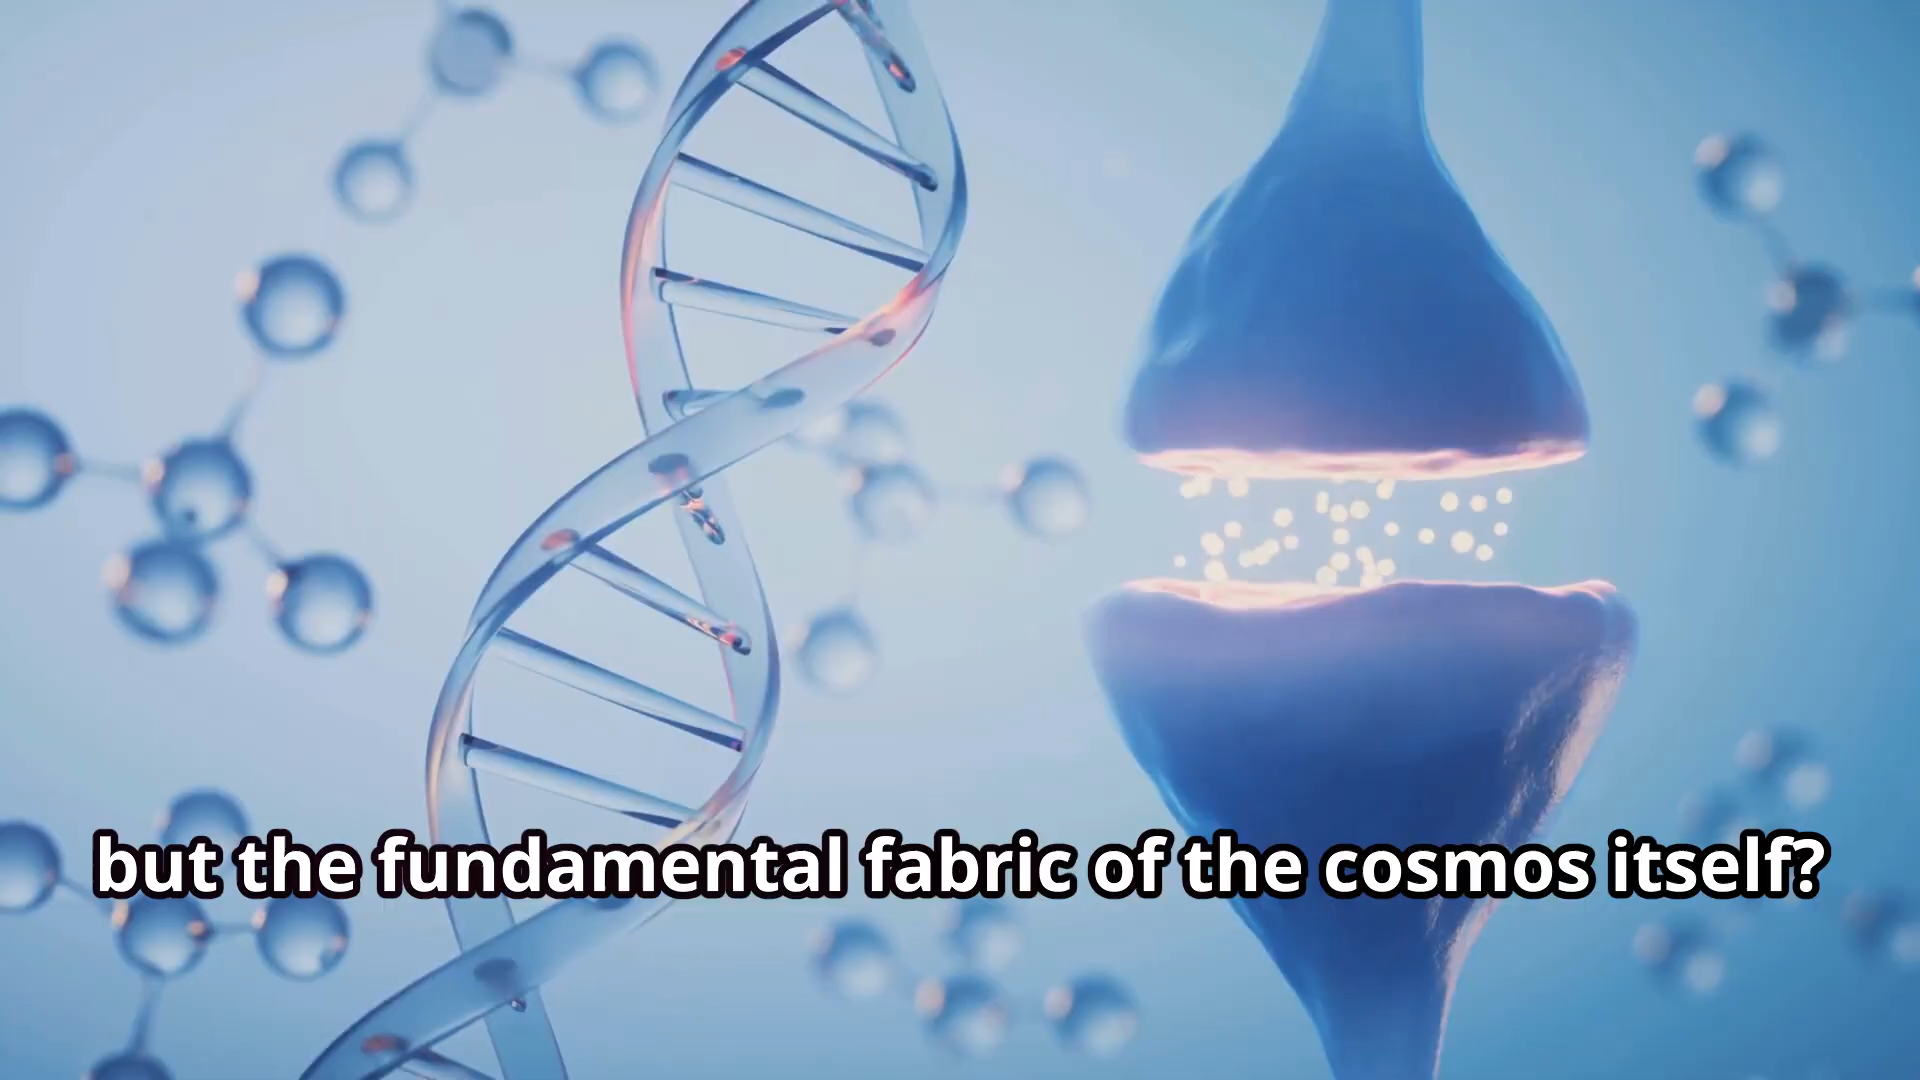 but the fundamental fabric of the cosmos itself?